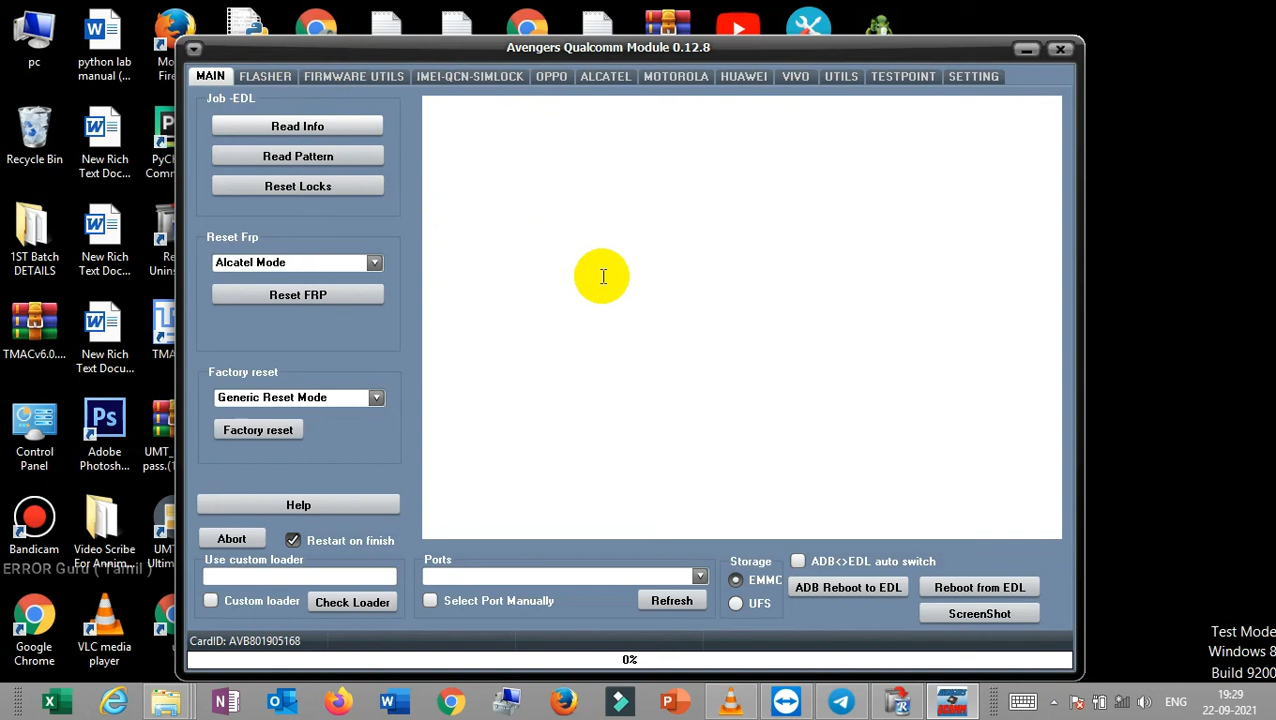 Avengers Qualcomm Module 0.12.8
MAIN FLASHER FIRMWARE UTILS IMEI-QCN-SIMLOCK OPPO ALCATEL MOTOROLA HUAWEI VIVO UTILS TESTPOINT SETTING
Job -EDL
Read Info
Read Pattern
Reset Locks
Reset Frp
Alcatel Mode
Reset FRP
Factory reset
Generic Reset Mode
Factory reset
Help
Abort
Restart on finish
Use custom loader
Custom loader
Check Loader
Ports
Select Port Manually
Refresh
Storage
EMMC
UFS
ADB<>EDL auto switch
ADB Reboot to EDL
Reboot from EDL
ScreenShot
CardID: AVB801905168
0%
pc
python lab
manual (...
Recycle Bin
New Rich
Text Doc...
1ST Batch
DETAILS
New Rich
Text Docu...
TMACv6.0....
New Rich
Text Docu...
Control
Panel
Ps
Adobe
Photosh...
Bandicam
Video Scribe
For Annim...
ERROR Guru ( Tamil )
Google
Chrome
VLC media
player
Test Mode
Windows 8
Build 9200
ENG
19:29
22-09-2021